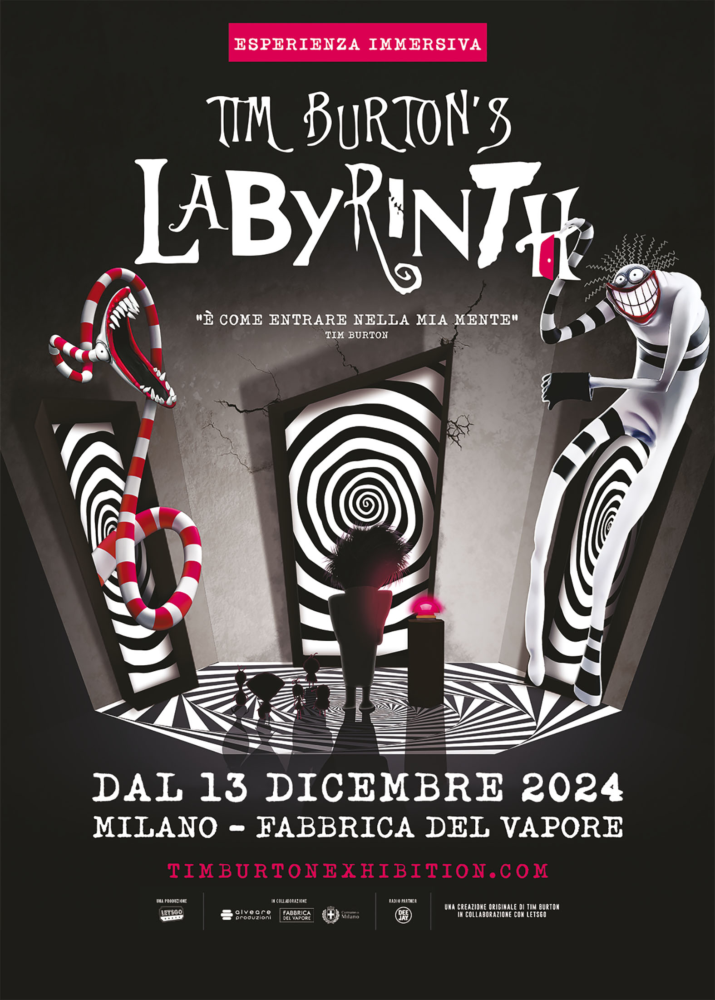 ESPERIENZA IMMERSIVA
TIM BURTON'S
LABYRINTH
"È COME ENTRARE NELLA MIA MENTE"
TIM BURTON
DAL 13 DICEMBRE 2024
MILANO - FABBRICA DEL VAPORE
TIMBURTONEXHIBITION.COM
UNA PRODUZIONE
LETSGO
IN COLLABORAZIONE
alveare
produzioni
FABBRICA
DEL VAPORE
Comune di
Milano
RADIO PARTNER
DEE
JAY
UNA CREAZIONE ORIGINALE DI TIM BURTON
IN COLLABORAZIONE CON LETSGO